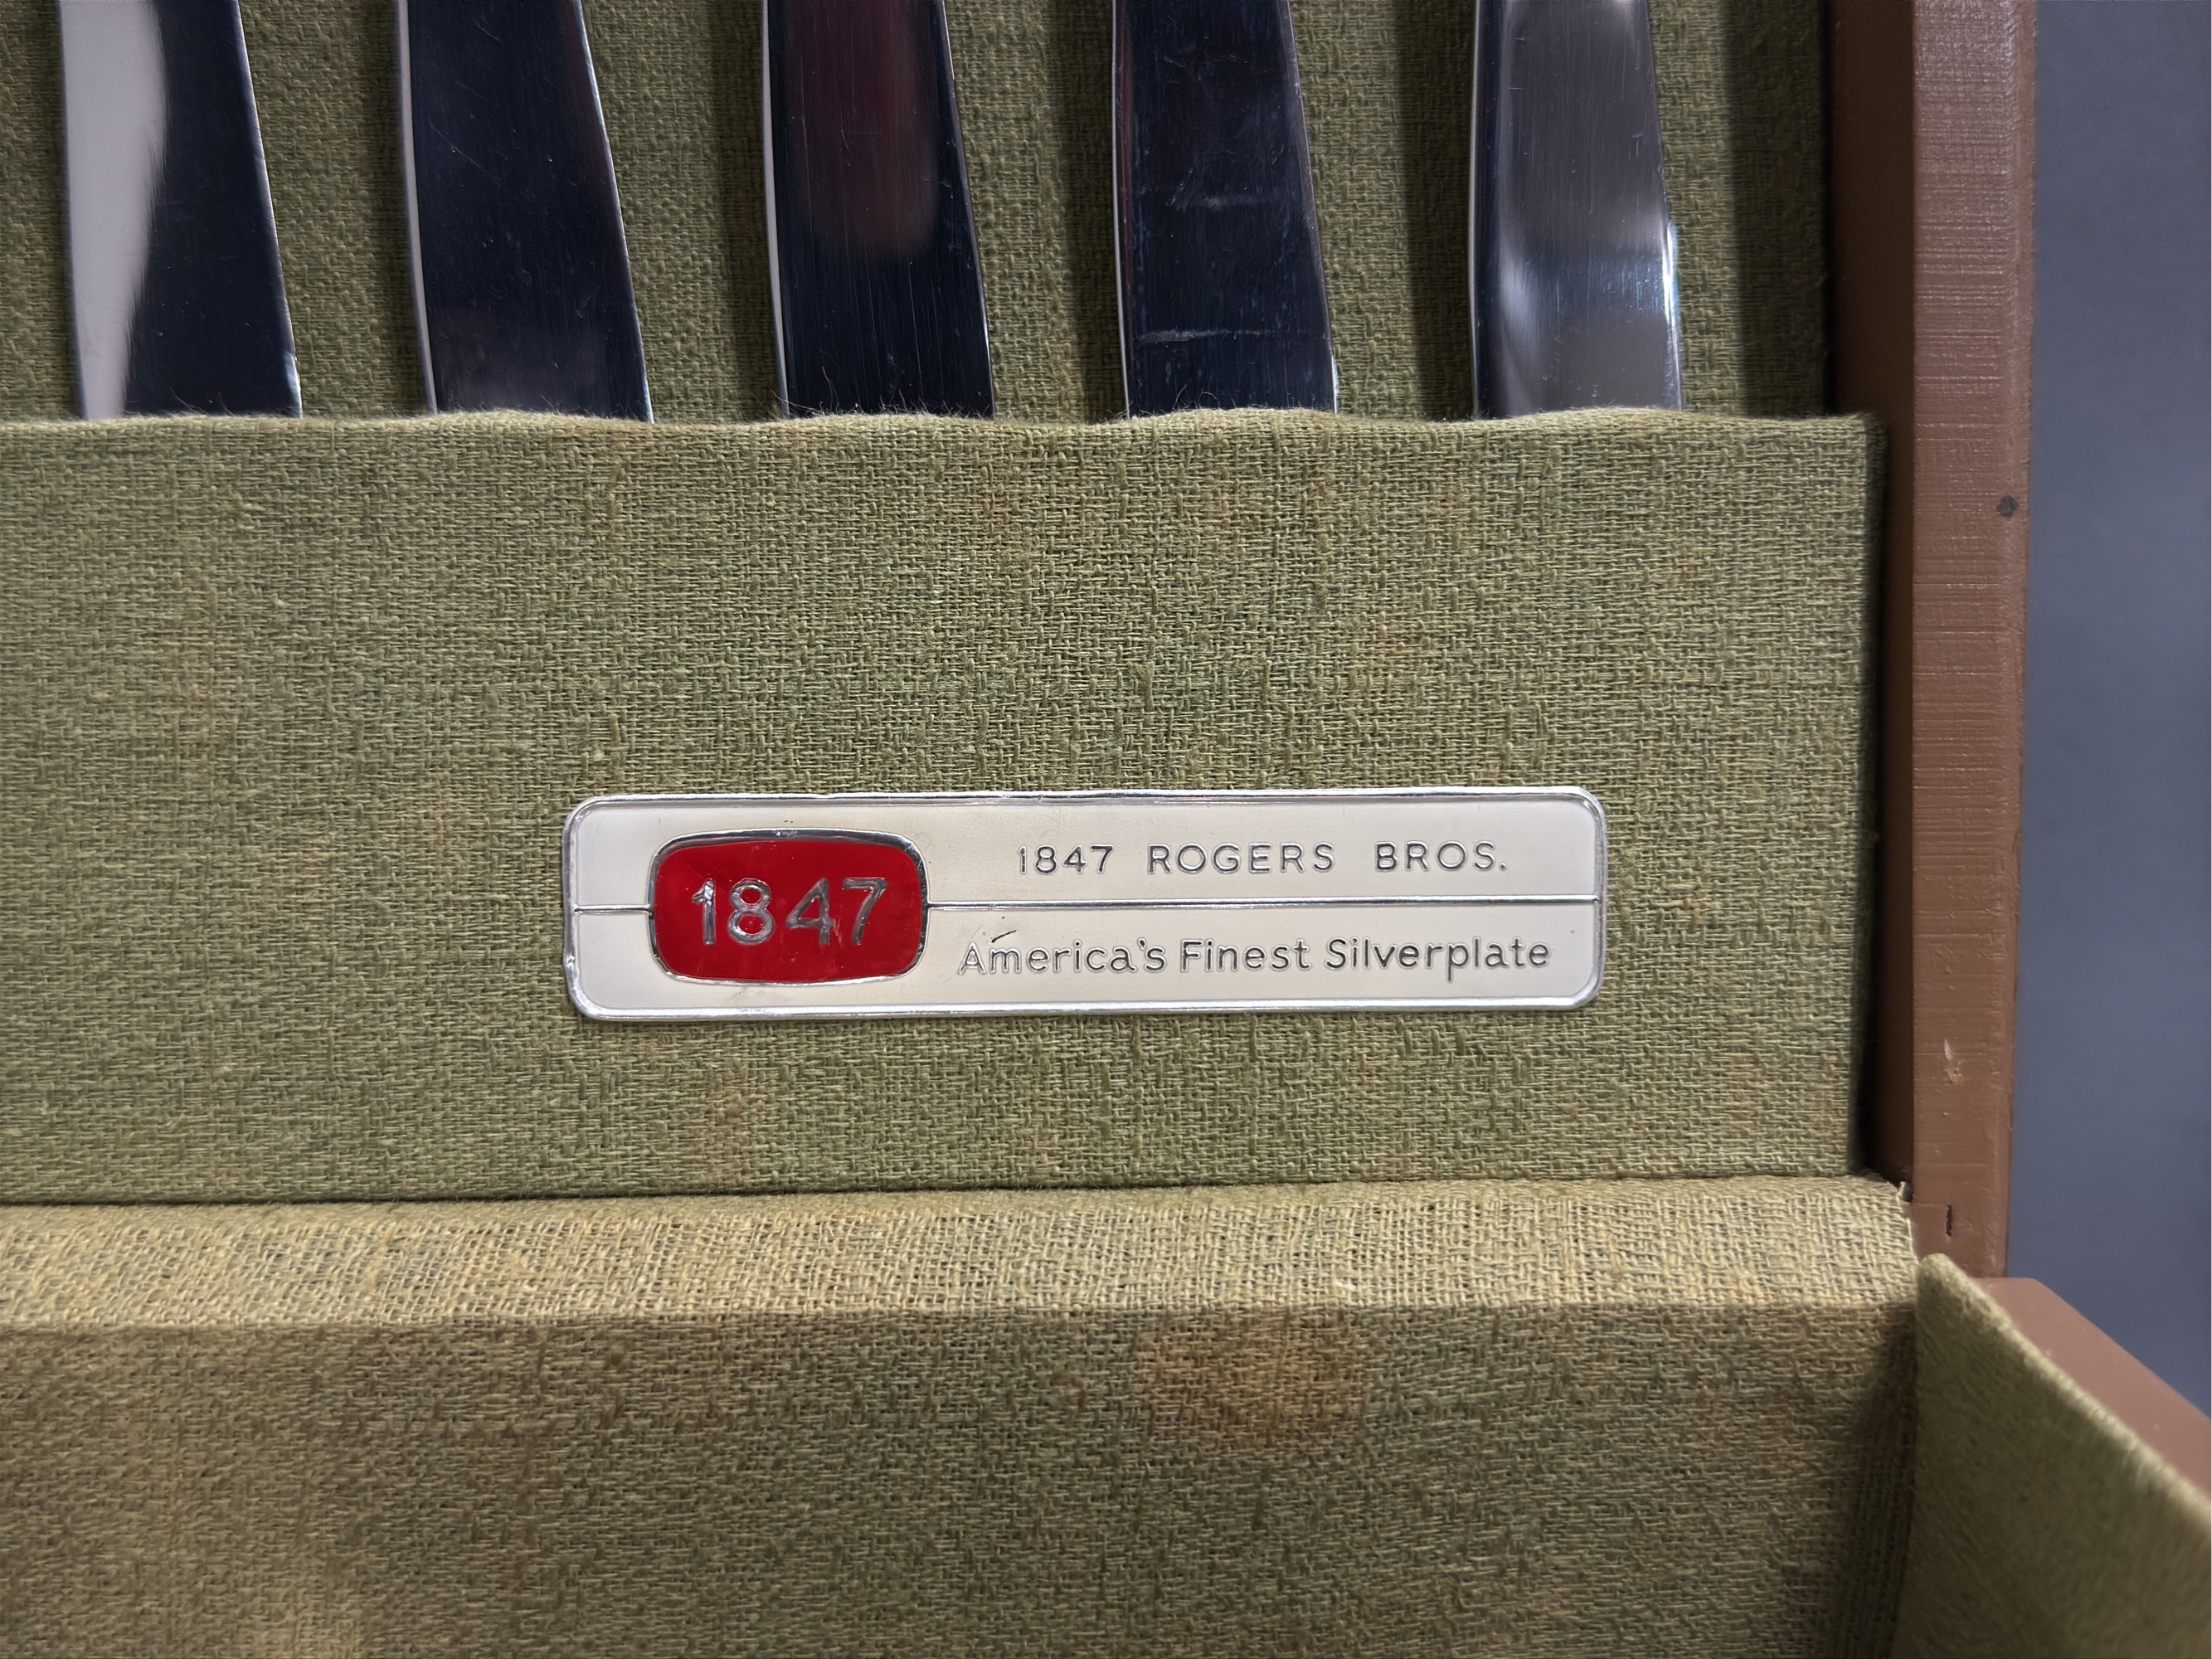 1847
1847 ROGERS BROS.
America's Finest Silverplate